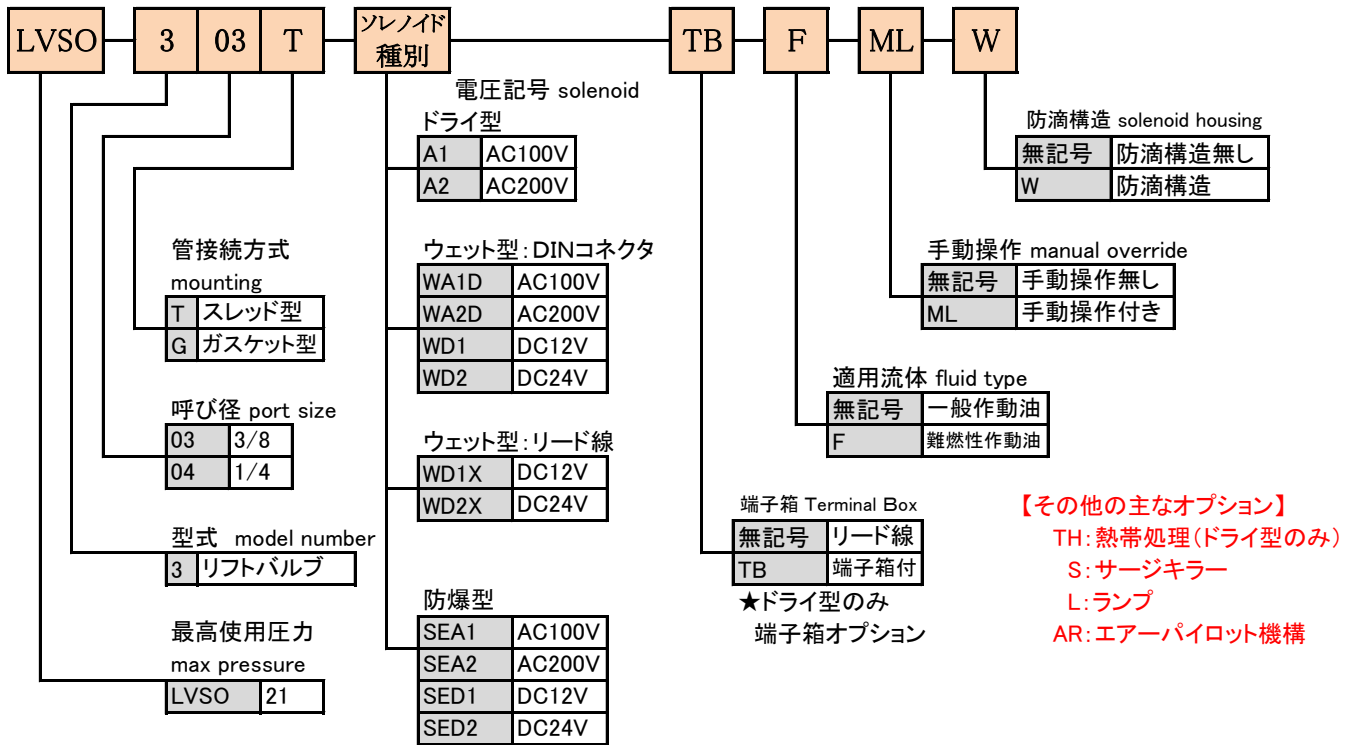 LVSO 3 03 T ソレノイド種別 TB F ML W
電圧記号 solenoid
ドライ型
A1 AC100V
A2 AC200V
ウェット型:DINコネクタ
WA1D AC100V
WA2D AC200V
WD1 DC12V
WD2 DC24V
ウェット型:リード線
WD1X DC12V
WD2X DC24V
防爆型
SEA1 AC100V
SEA2 AC200V
SED1 DC12V
SED2 DC24V
管接続方式
mounting
T スレッド型
G ガスケット型
呼び径 port size
03 3/8
04 1/4
型式 model number
3 リフトバルブ
最高使用圧力
max pressure
LVSO 21
防滴構造 solenoid housing
無記号 防滴構造無し
W 防滴構造
手動操作 manual override
無記号 手動操作無し
ML 手動操作付き
適用流体 fluid type
無記号 一般作動油
F 難燃性作動油
端子箱 Terminal Box
無記号 リード線
TB 端子箱付
★ドライ型のみ
端子箱オプション
【その他の主なオプション】
TH:熱帯処理(ドライ型のみ)
S:サージキラー
L:ランプ
AR:エアーパイロット機構